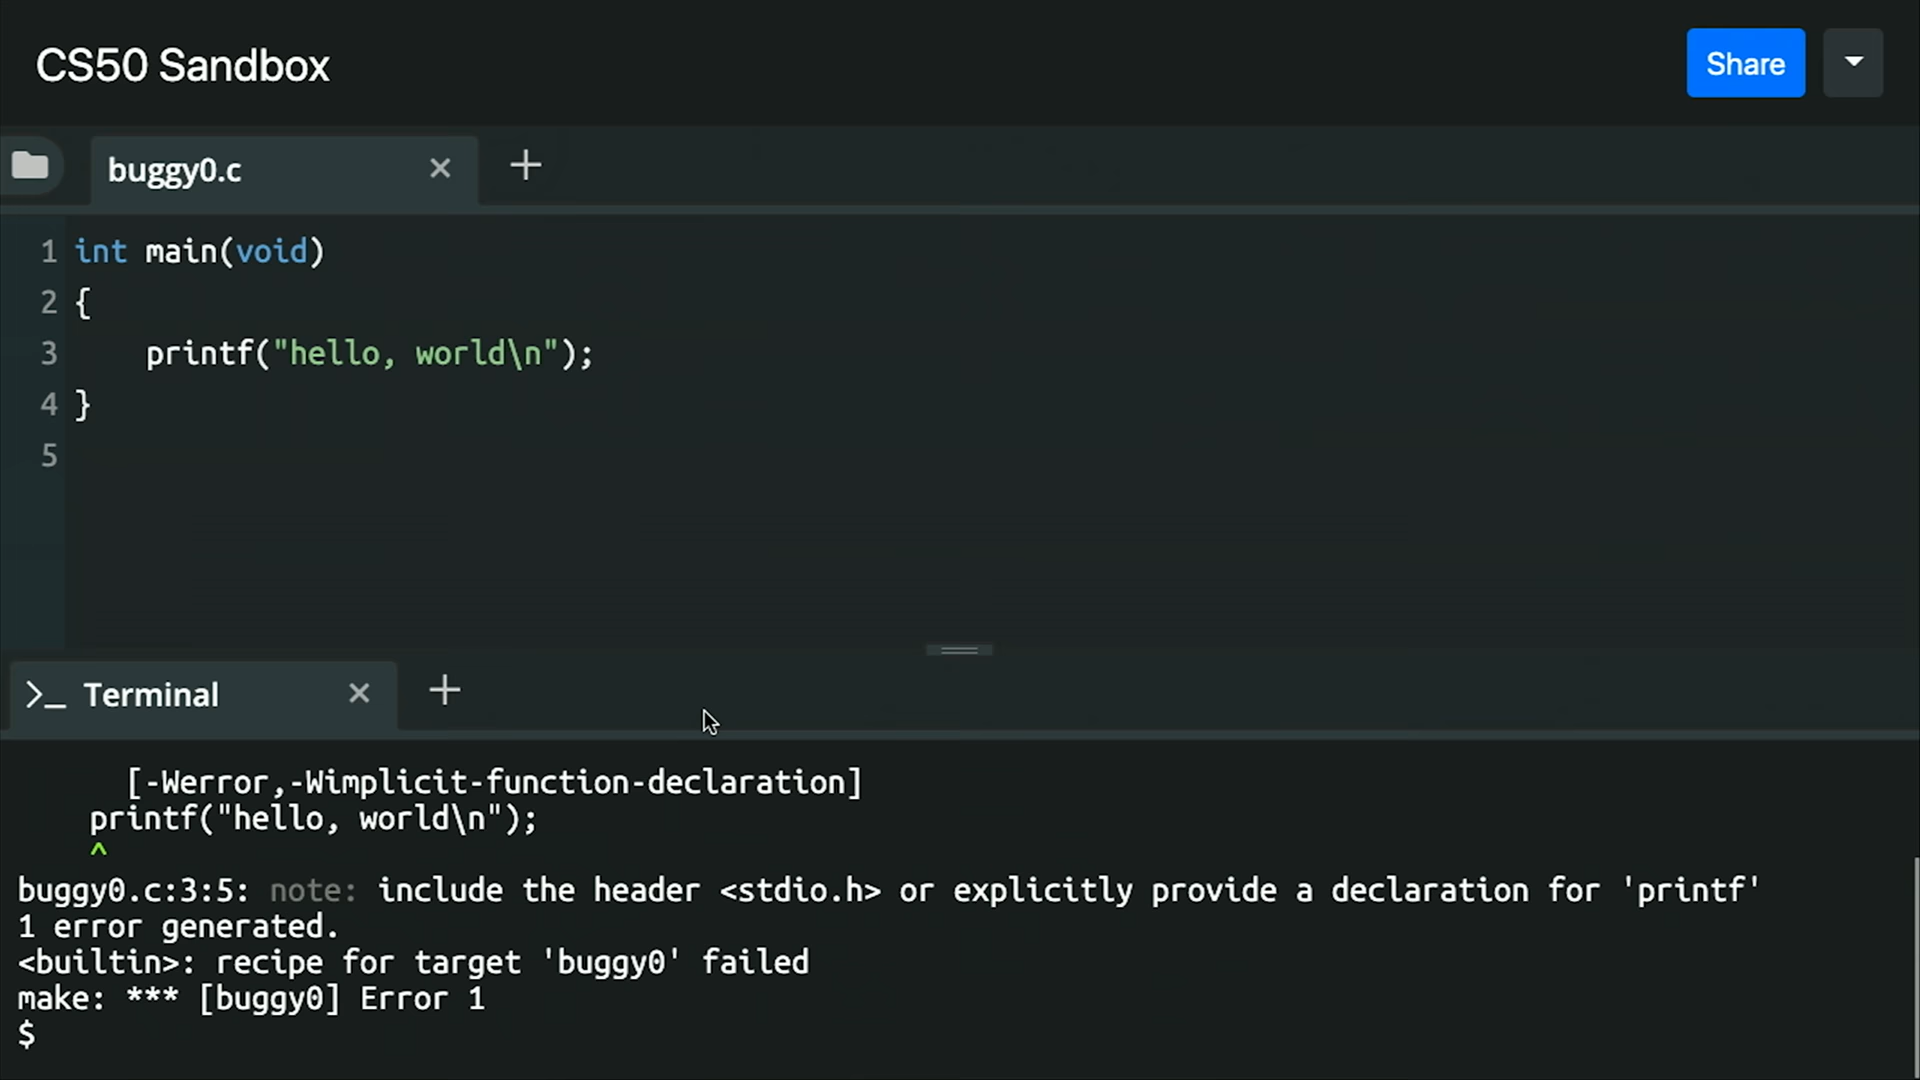 CS50 Sandbox
Share
buggy0.c
1 int main(void)
2 {
3     printf("hello, world\n");
4 }
5
>_ Terminal
[-Werror,-Wimplicit-function-declaration]
printf("hello, world\n");
^
buggy0.c:3:5: note: include the header <stdio.h> or explicitly provide a declaration for 'printf'
1 error generated.
<builtin>: recipe for target 'buggy0' failed
make: *** [buggy0] Error 1
$